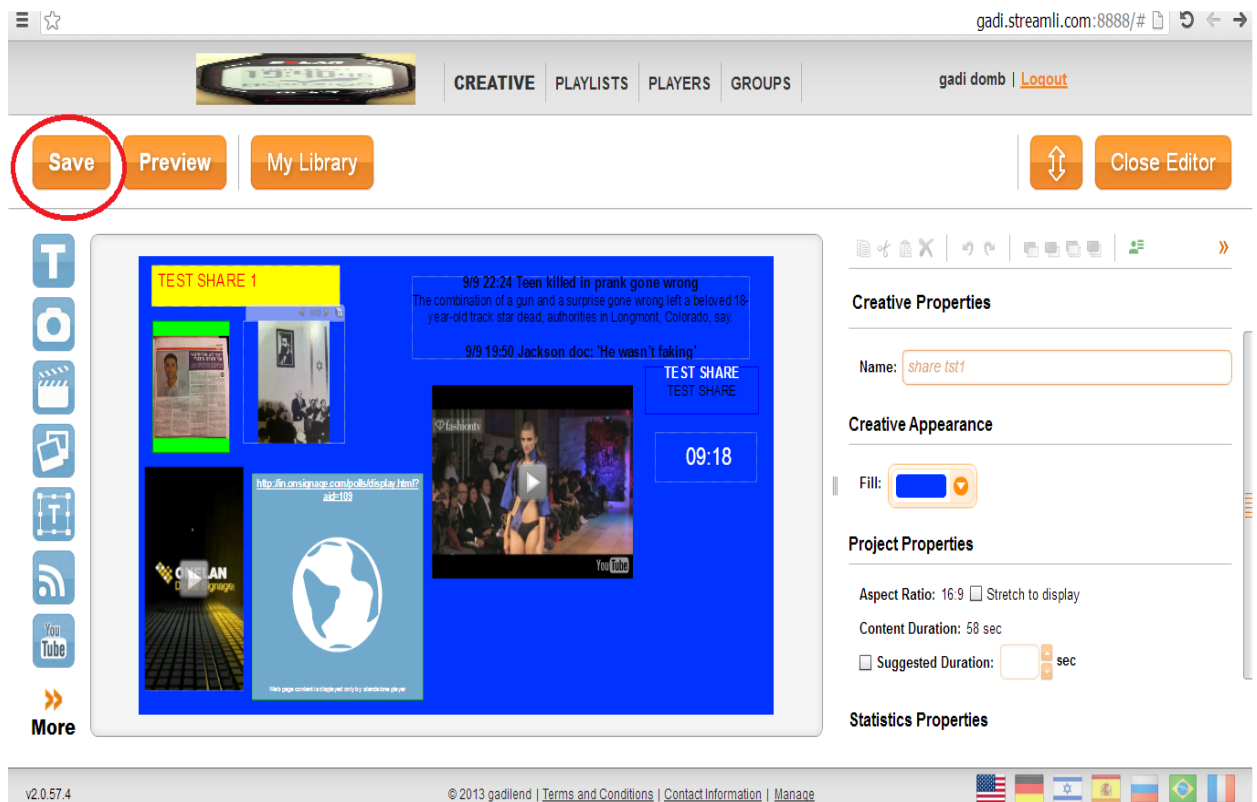 gadi.streamli.com:8888/#
CREATIVE PLAYLISTS PLAYERS GROUPS
gadi domb | Logout
Save
Preview
My Library
Close Editor
TEST SHARE 1
9/9 22:24 Teen killed in prank gone wrong
The combination of a gun and a surprise gone wrong left a beloved 18-
year-old track star dead, authorities in Longmont, Colorado, say.
9/9 19:50 Jackson doc: 'He wasn't faking'
TEST SHARE
TEST SHARE
fashiontv
09:18
YouTube
http://in.onsignage.com/polls/display.html?
aid=109
Web page content is displayed only by standalone player
ONELAN
Digital Signage
T
T
You
Tube
More
Creative Properties
Name: share tst1
Creative Appearance
Fill:
Project Properties
Aspect Ratio: 16:9 Stretch to display
Content Duration: 58 sec
Suggested Duration: sec
Statistics Properties
v2.0.57.4
© 2013 gadilend | Terms and Conditions | Contact Information | Manage